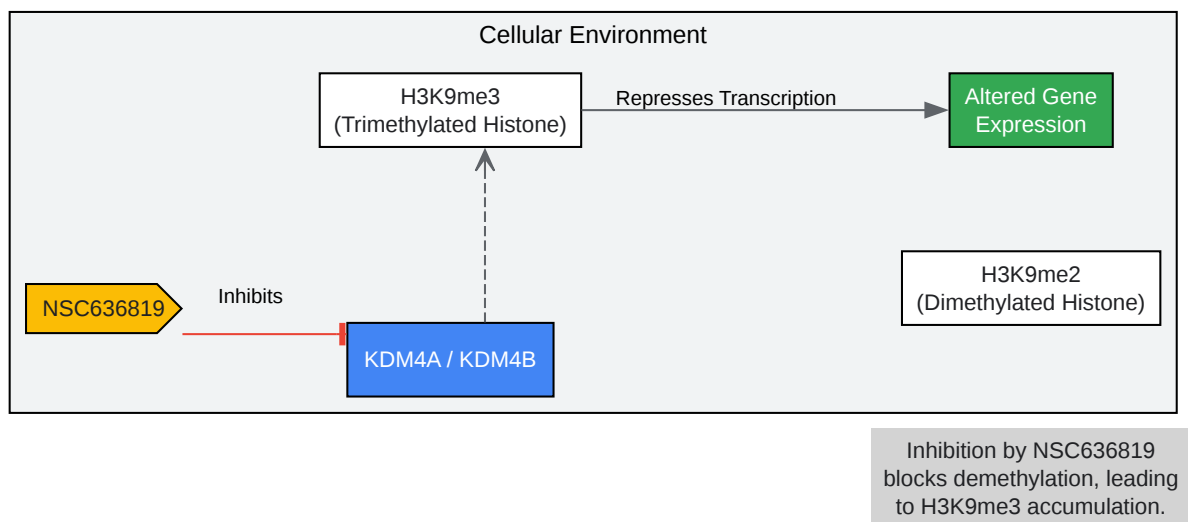 Cellular Environment
H3K9me3
(Trimethylated Histone)
Represses Transcription
Altered Gene
Expression
H3K9me2
(Dimethylated Histone)
NSC636819
Inhibits
KDM4A / KDM4B
Inhibition by NSC636819
blocks demethylation, leading
to H3K9me3 accumulation.